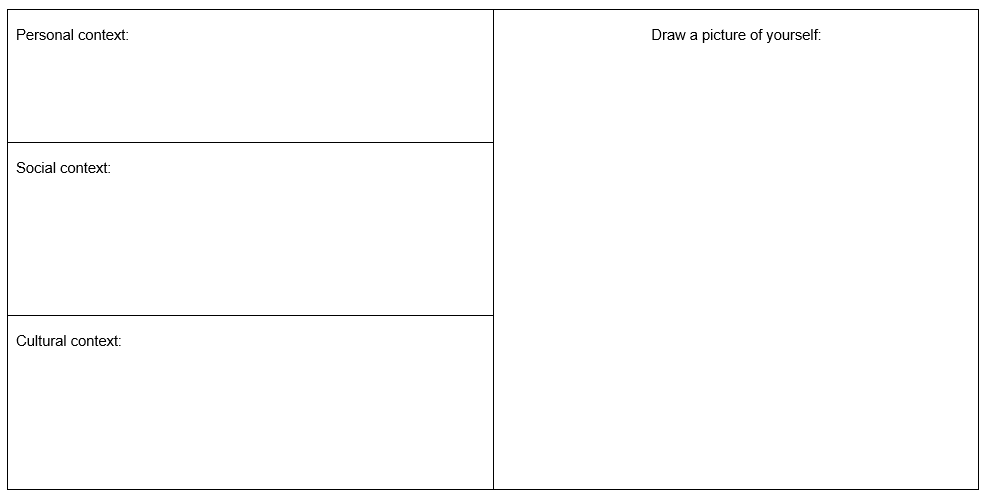 Personal context:
Draw a picture of yourself:
Social context:
Cultural context: